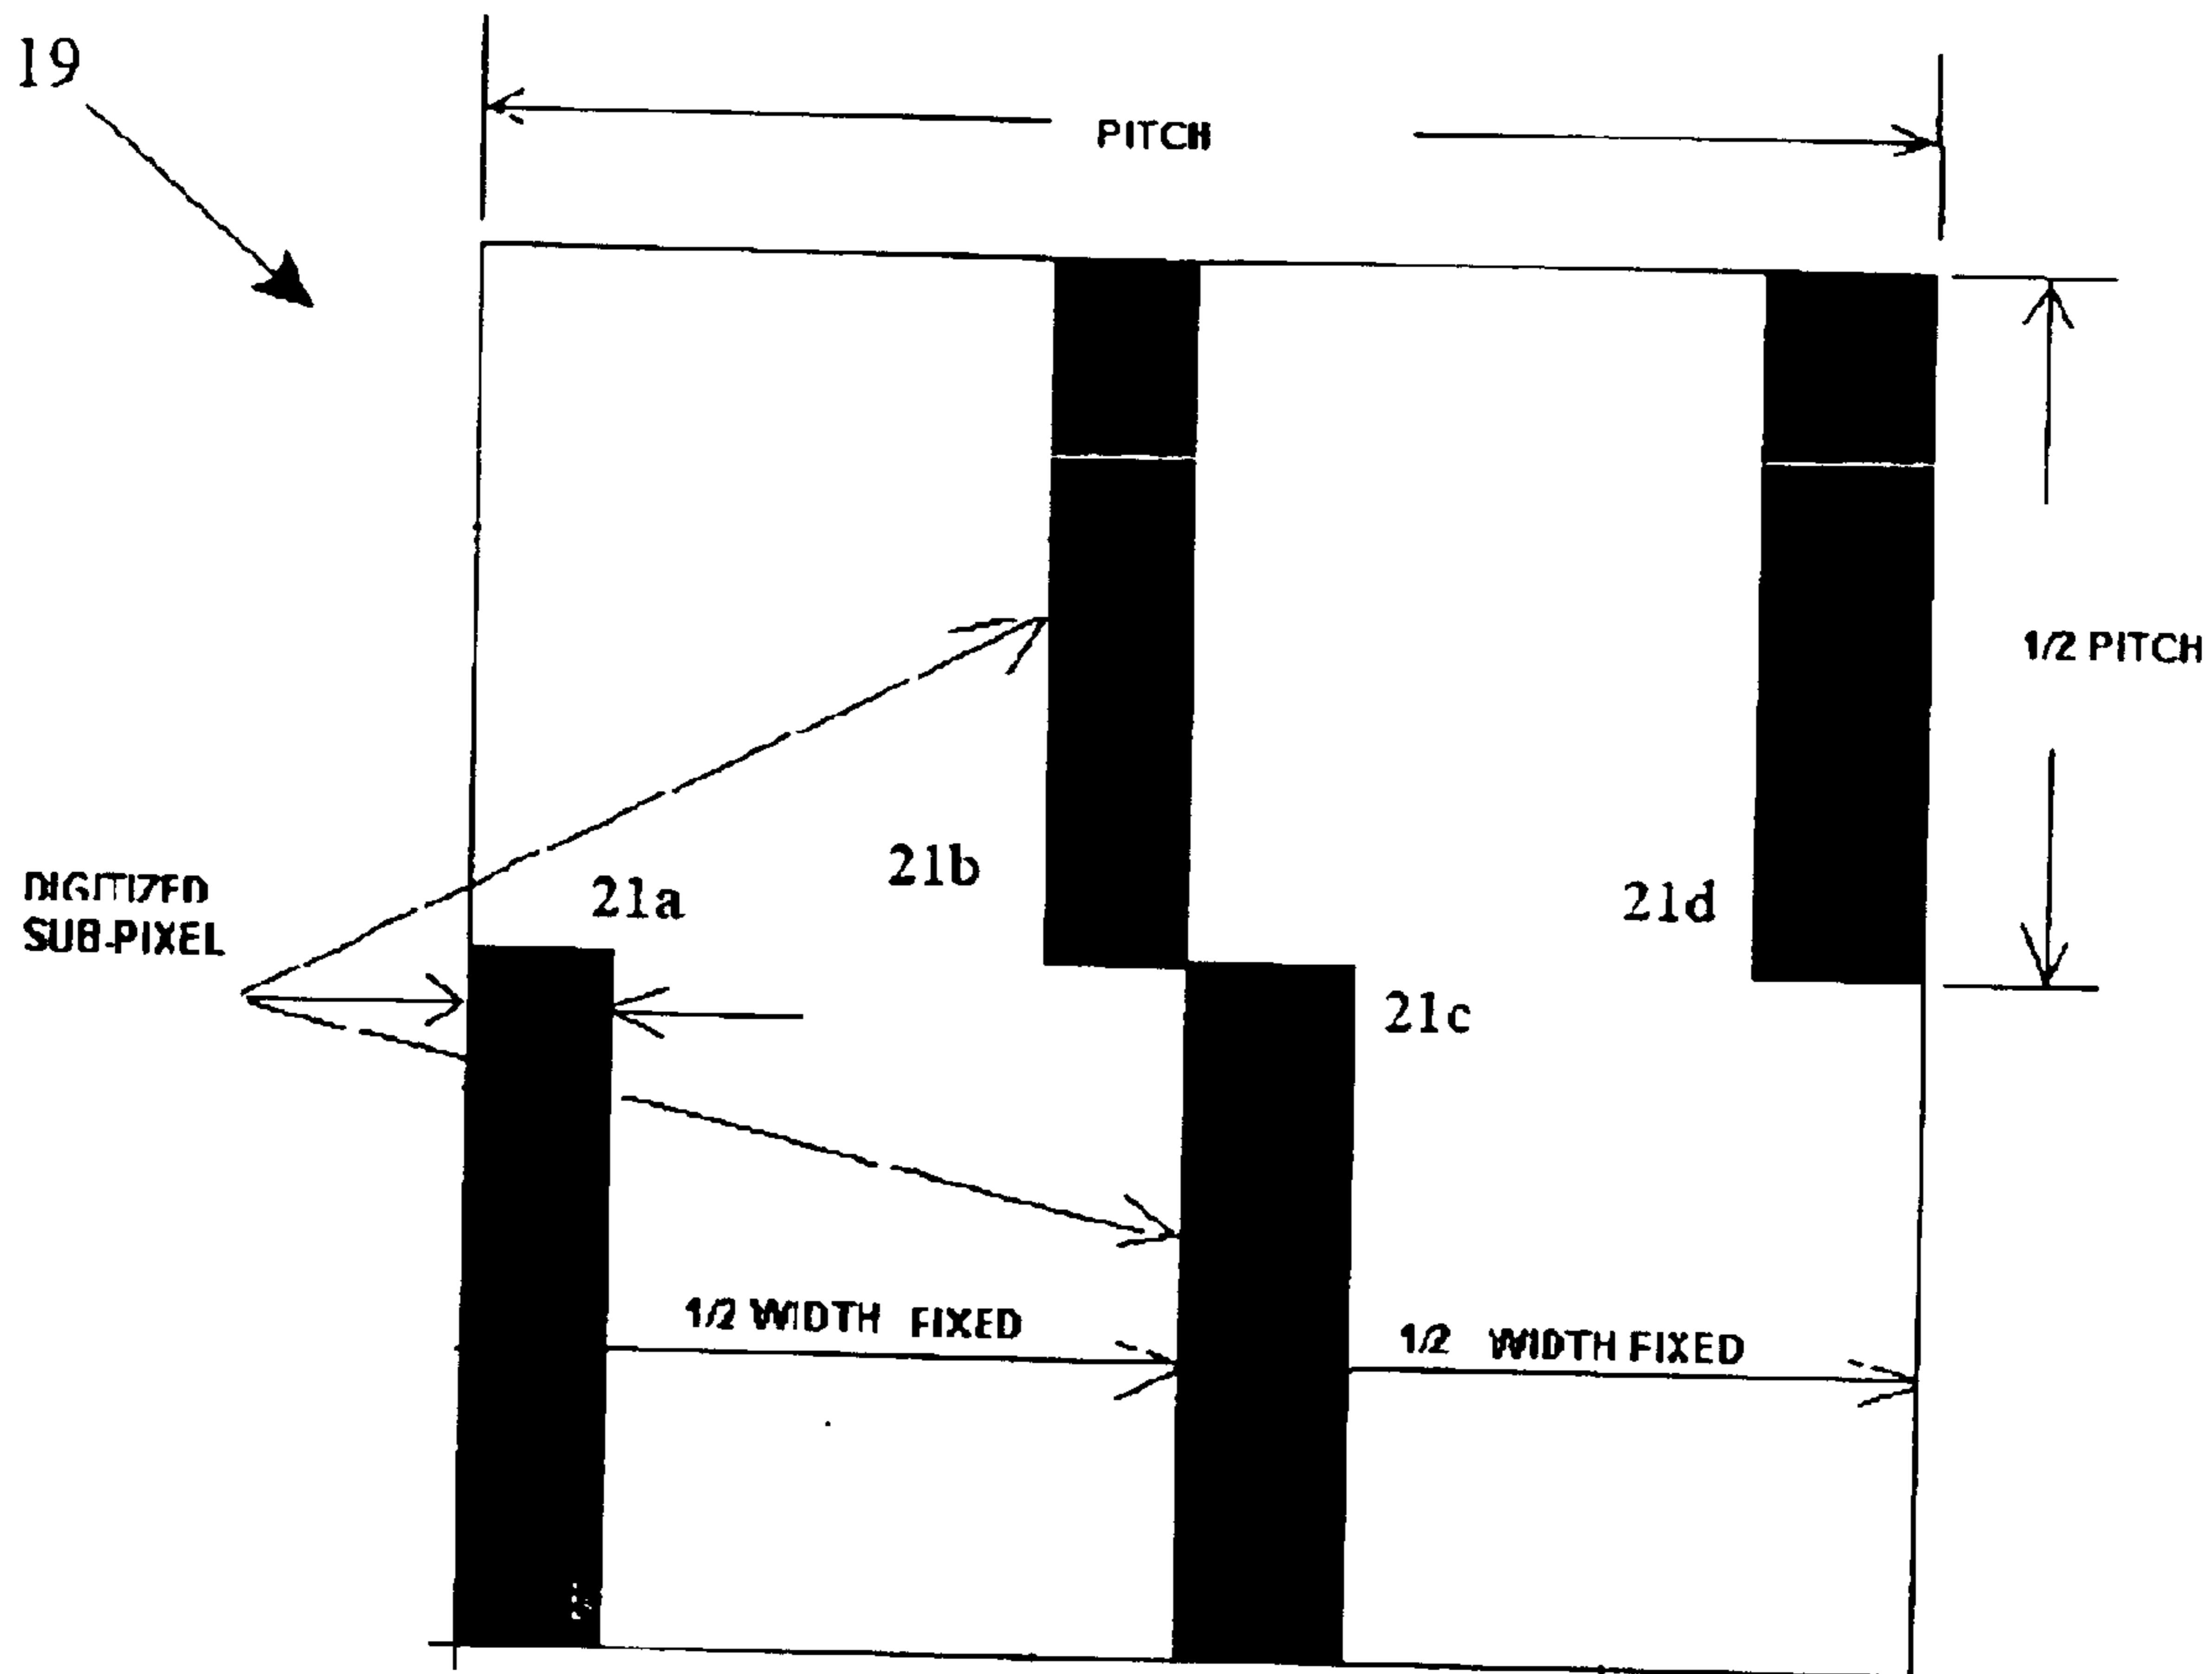 19
PITCH
1/2 PITCH
21b
21a
21d
DIGITIZED
SUB-PIXEL
21c
1/2 WIDTH FIXED
1/2 WIDTH FIXED